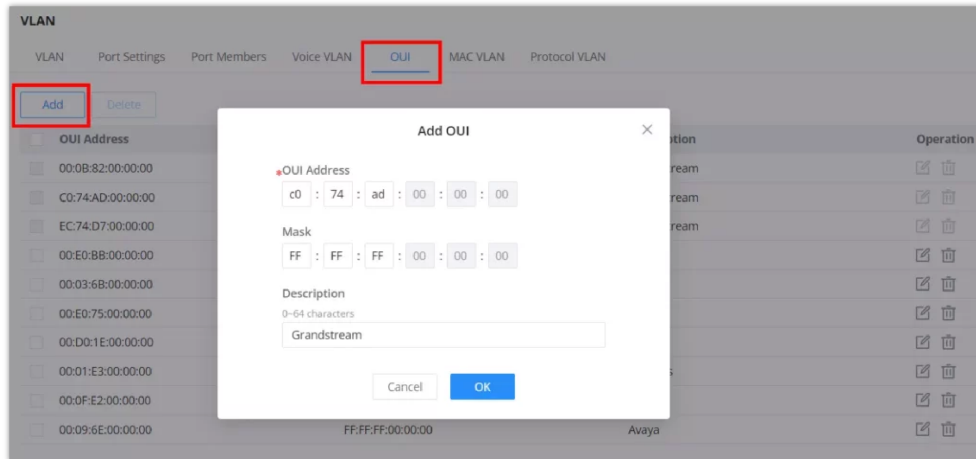 VLAN
VLAN Port Settings Port Members Voice VLAN OUI MAC VLAN Protocol VLAN
Add Delete
Add OUI
OUI Address Operation
*OUI Address
00:0B:82:00:00:00
c0 : 74 : ad : 00 : 00 : 00
C0:74:AD:00:00:00
EC:74:D7:00:00:00
Mask
00:E0:BB:00:00:00
FF : FF : FF : 00 : 00 : 00
00:03:6B:00:00:00
Description
00:E0:75:00:00:00
0~64 characters
Grandstream
00:D0:1E:00:00:00
00:01:E3:00:00:00
Cancel OK
00:0F:E2:00:00:00
00:09:6E:00:00:00 FF:FF:FF:00:00:00 Avaya